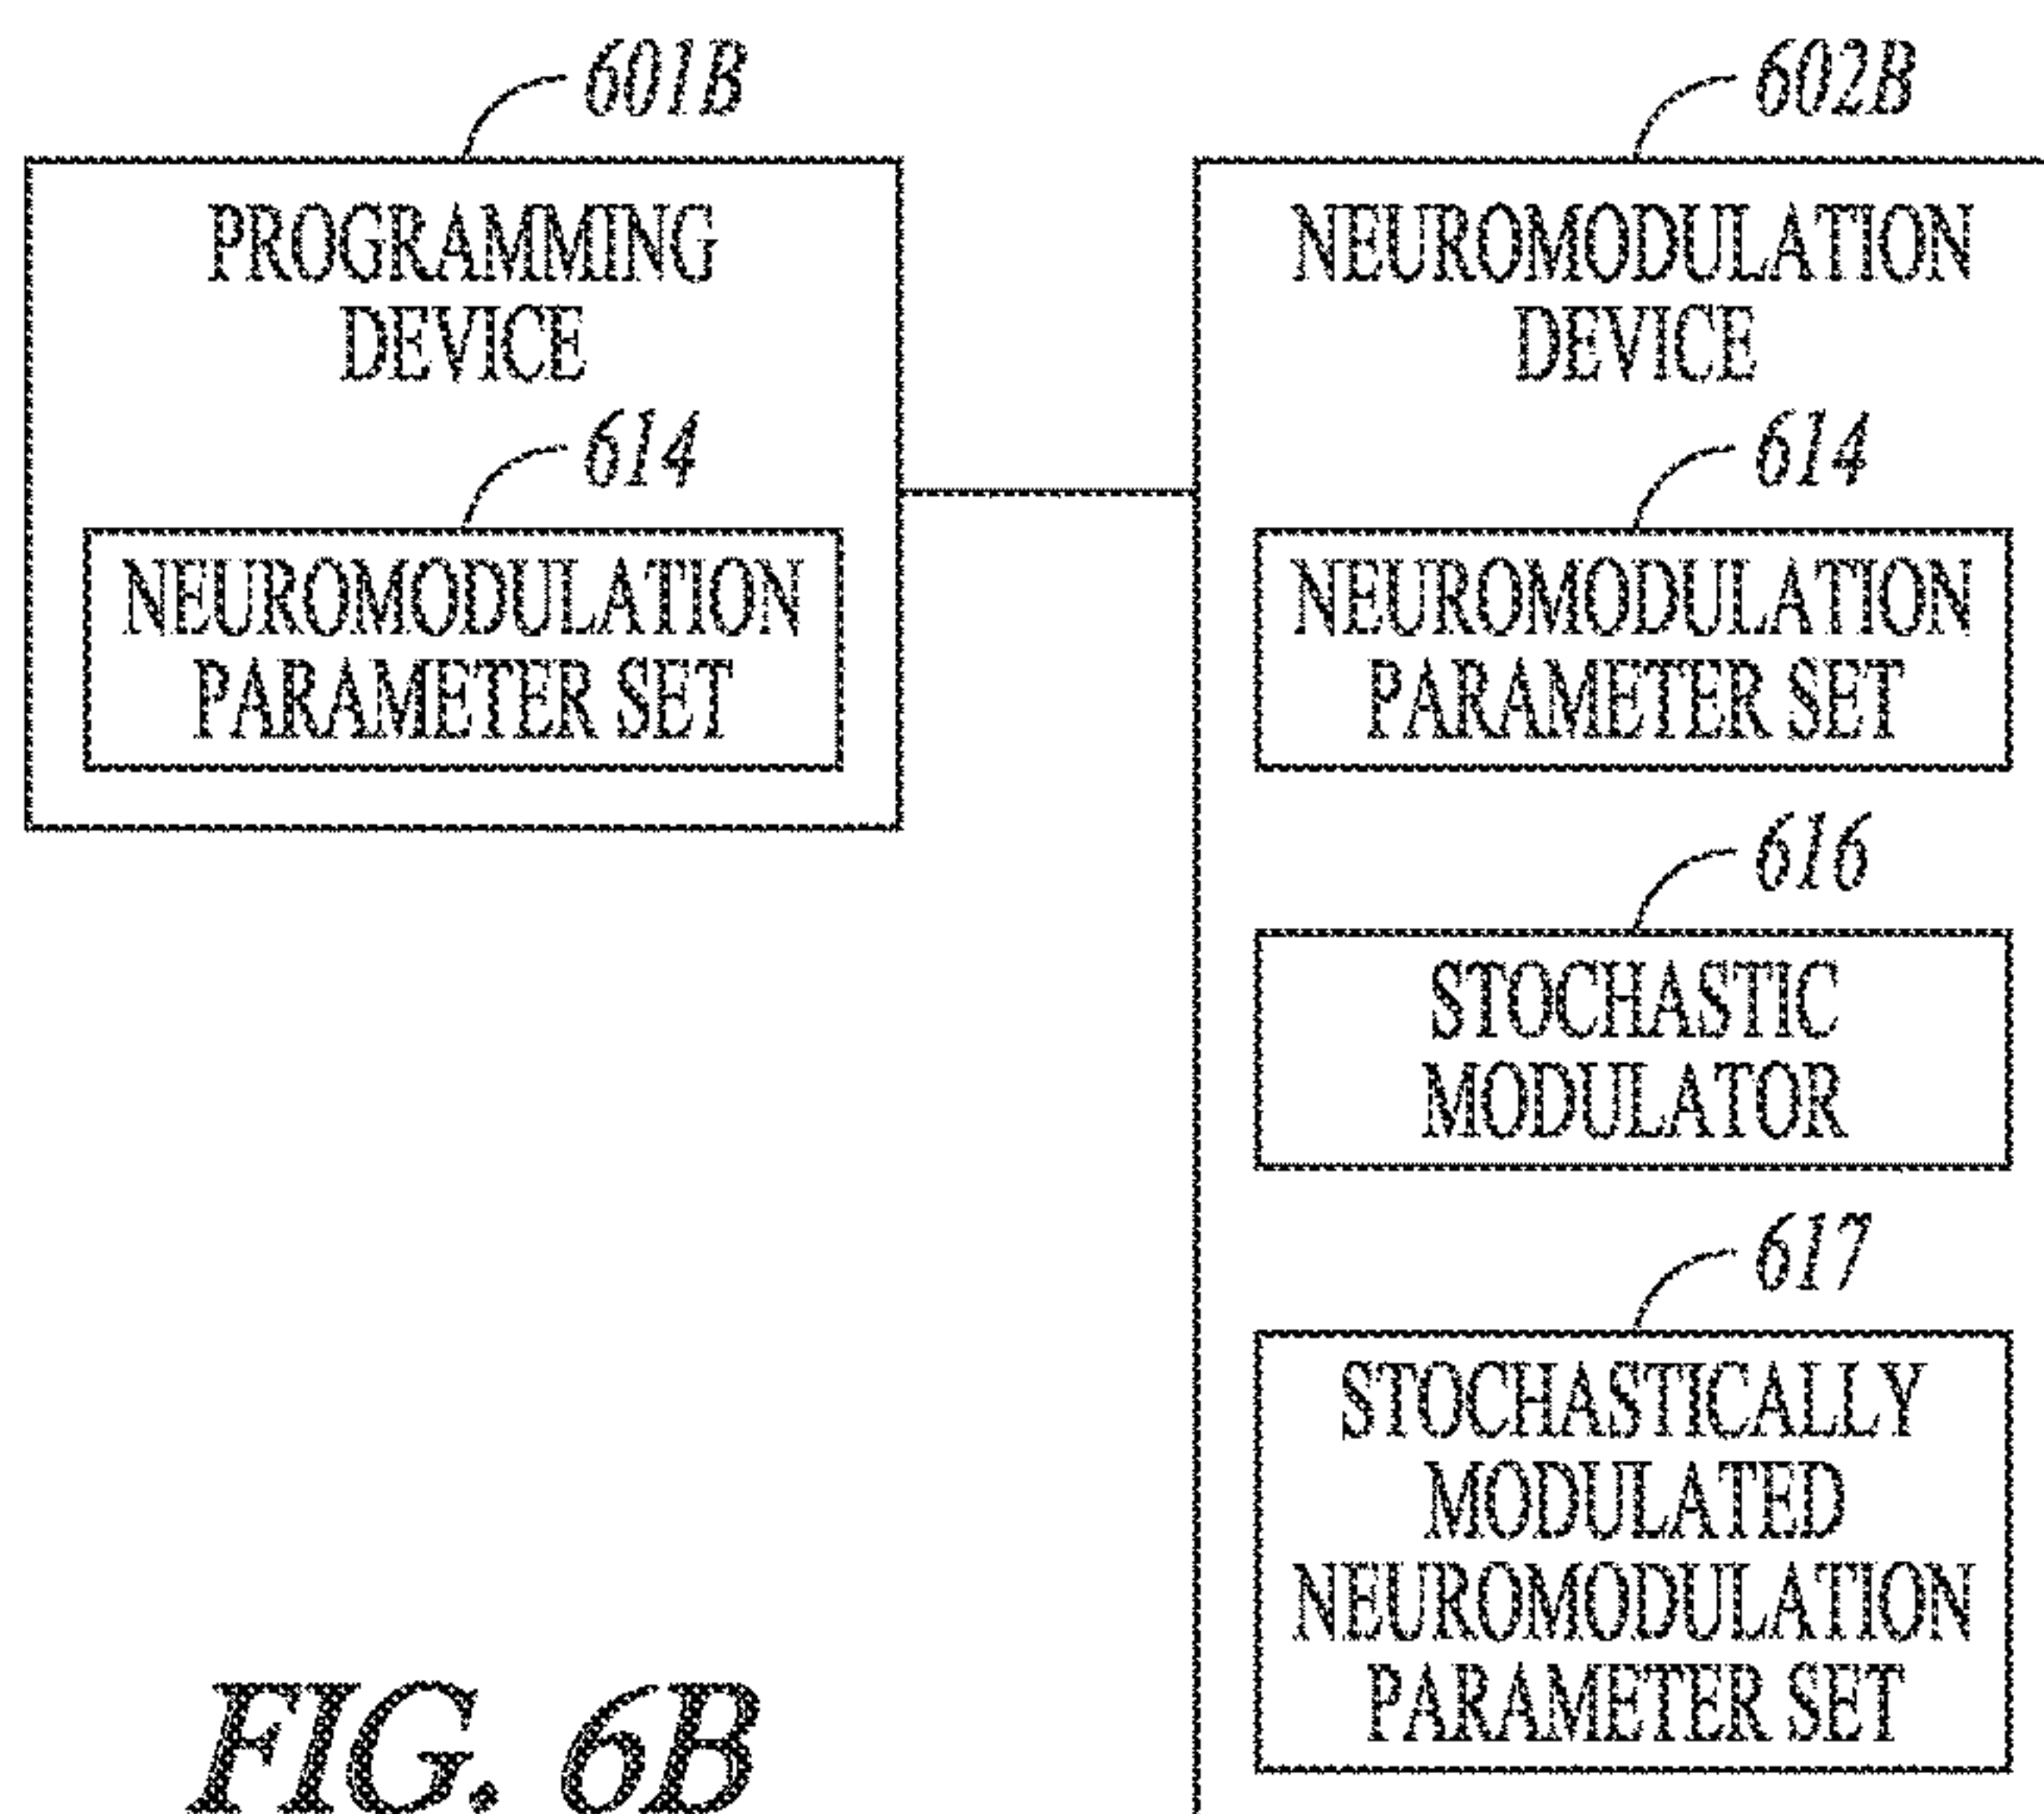 601B
PROGRAMMING
DEVICE
614
NEUROMODULATION
PARAMETER SET
602B
NEUROMODULATION
DEVICE
614
NEUROMODULATION
PARAMETER SET
616
STOCHASTIC
MODULATOR
617
STOCHASTICALLY
MODULATED
NEUROMODULATION
PARAMETER SET
FIG. 6B